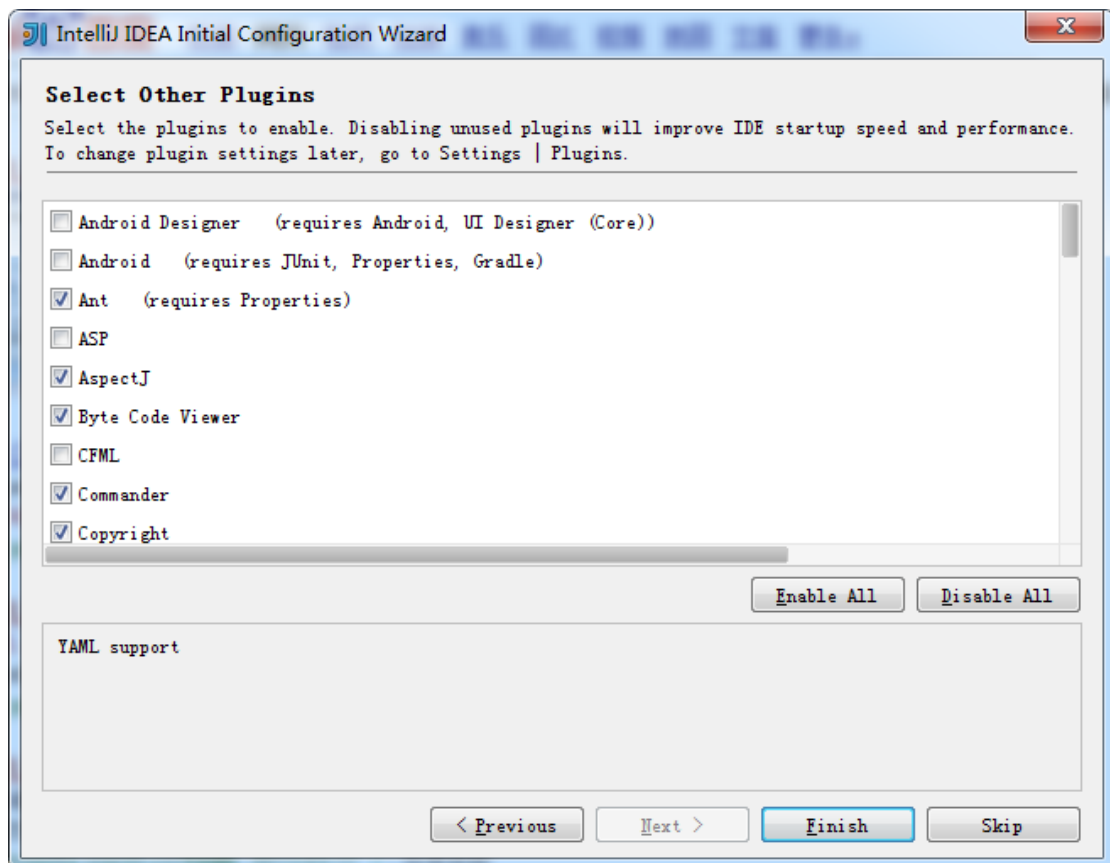 IntelliJ IDEA Initial Configuration Wizard
Select Other Plugins
Select the plugins to enable. Disabling unused plugins will improve IDE startup speed and performance.
To change plugin settings later, go to Settings | Plugins.
Android Designer (requires Android, UI Designer (Core))
Android (requires JUnit, Properties, Gradle)
Ant (requires Properties)
ASP
AspectJ
Byte Code Viewer
CFML
Commander
Copyright
Enable All Disable All
YAML support
< Previous Next > Finish Skip